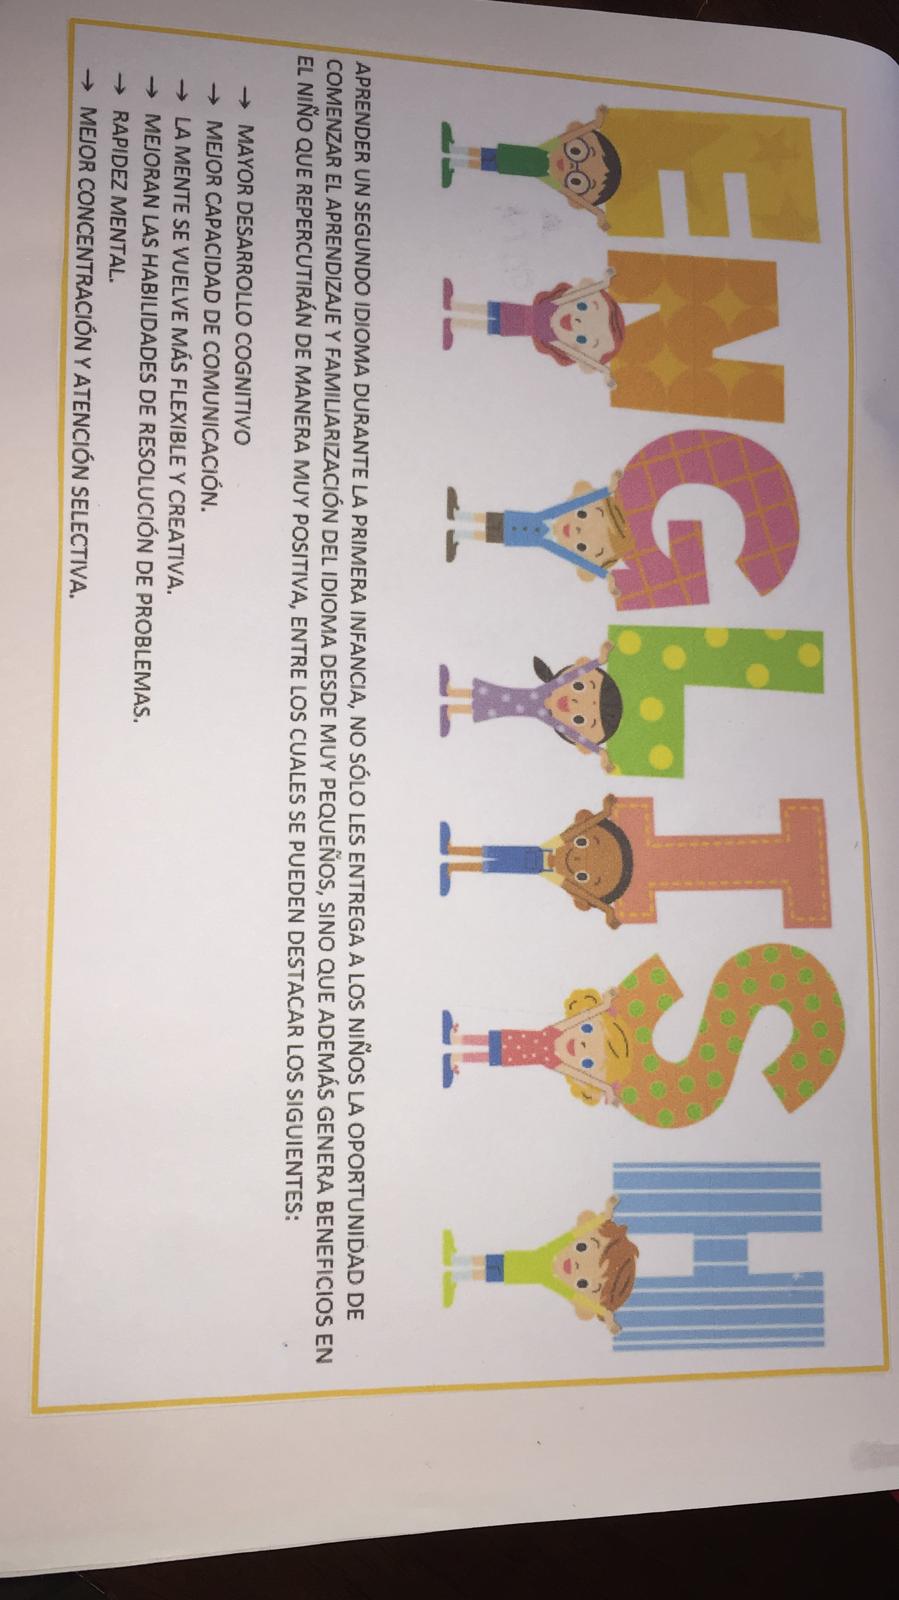 ENGLISH
APRENDER UN SEGUNDO IDIOMA DURANTE LA PRIMERA INFANCIA, NO SÓLO LES ENTREGA A LOS NIÑOS LA OPORTUNIDAD DE
COMENZAR EL APRENDIZAJE Y FAMILIARIZACIÓN DEL IDIOMA DESDE MUY PEQUEÑOS, SINO QUE ADEMÁS GENERA BENEFICIOS EN
EL NIÑO QUE REPERCUTIRÁN DE MANERA MUY POSITIVA, ENTRE LOS CUALES SE PUEDEN DESTACAR LOS SIGUIENTES:
→ MAYOR DESARROLLO COGNITIVO
→ MEJOR CAPACIDAD DE COMUNICACIÓN.
→ LA MENTE SE VUELVE MÁS FLEXIBLE Y CREATIVA.
→ MEJORAN LAS HABILIDADES DE RESOLUCIÓN DE PROBLEMAS.
→ RAPIDEZ MENTAL.
→ MEJOR CONCENTRACIÓN Y ATENCIÓN SELECTIVA.